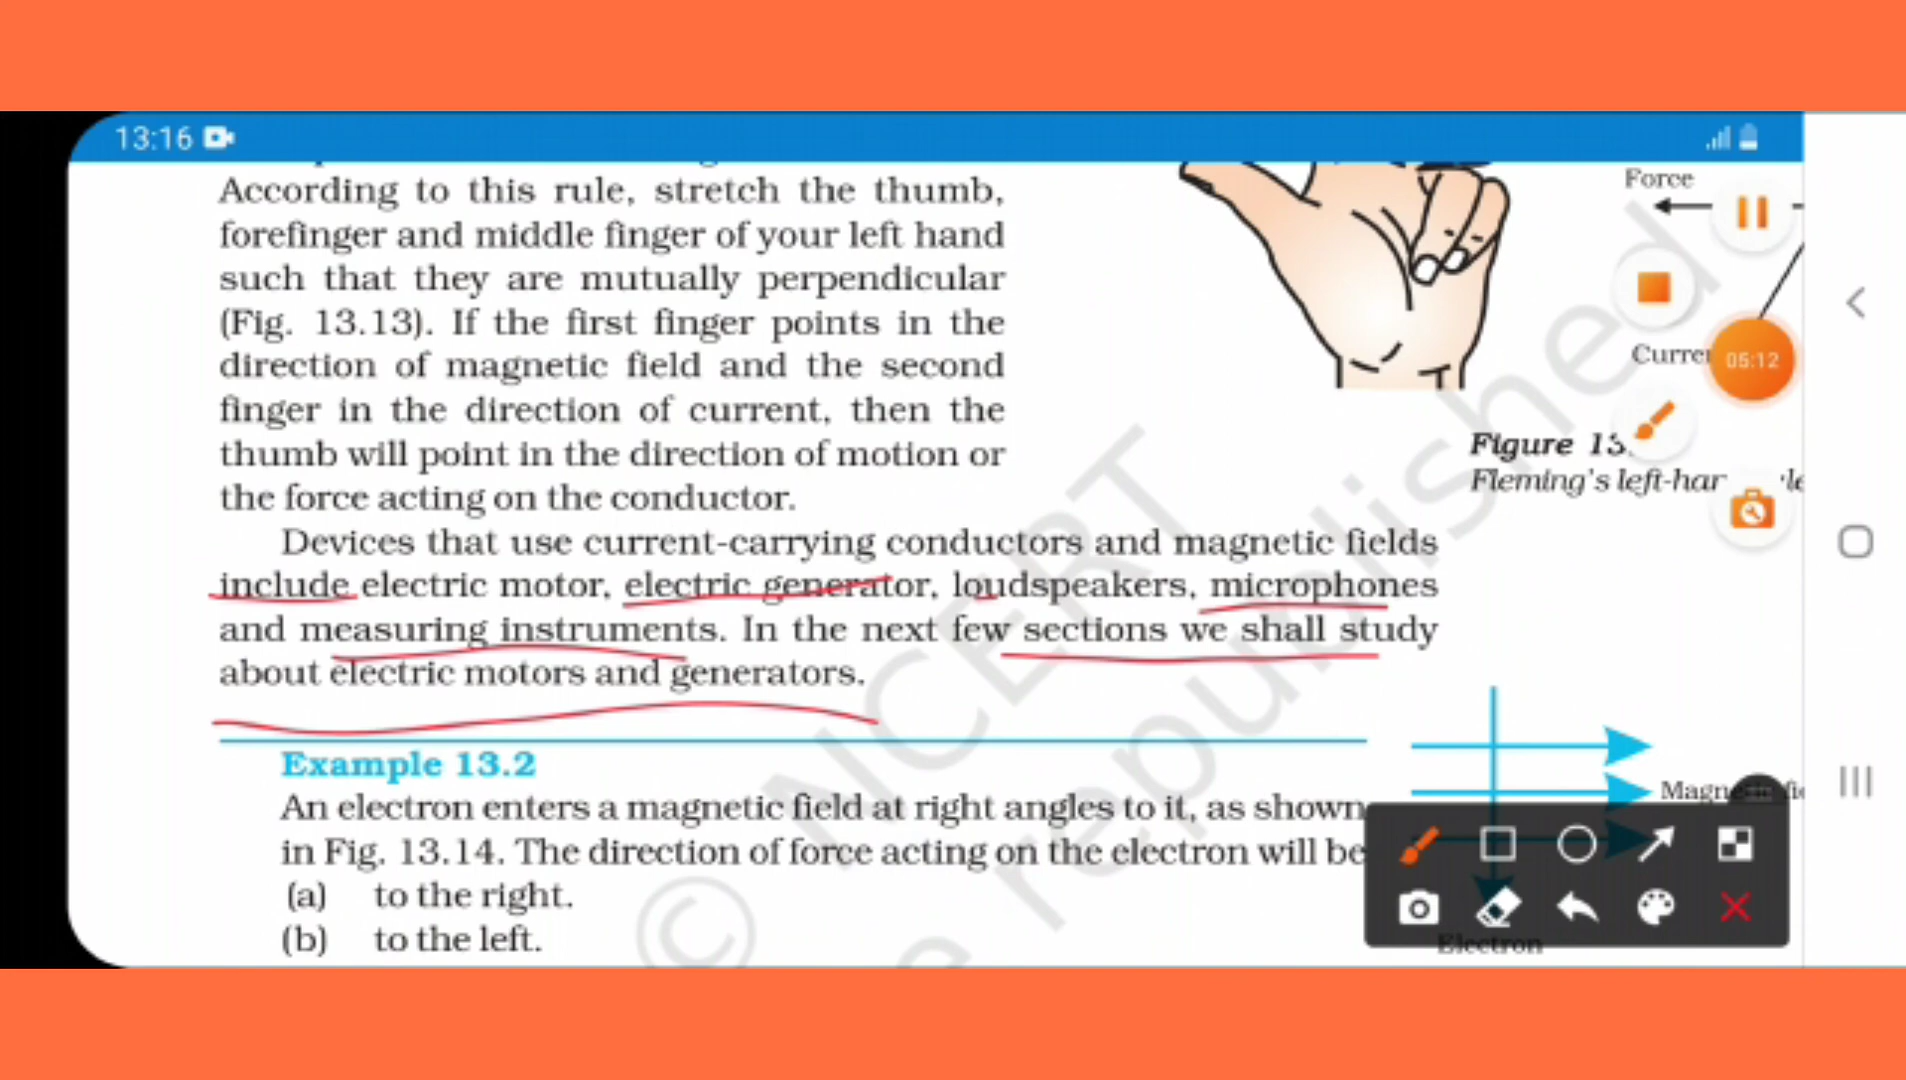 13:16
According to this rule, stretch the thumb,
forefinger and middle finger of your left hand
such that they are mutually perpendicular
(Fig. 13.13). If the first finger points in the
direction of magnetic field and the second
finger in the direction of current, then the
thumb will point in the direction of motion or
the force acting on the conductor.
Force
05:12
Figure
Fleming's
Devices that use current-carrying conductors and magnetic fields
include electric motor, electric generator, loudspeakers, microphones
and measuring instruments. In the next few sections we shall study
about electric motors and generators.
Example 13.2
An electron enters a magnetic field at right angles to it, as shown
in Fig. 13.14. The direction of force acting on the electron will be
(a) to the right.
(b) to the left.
Electron
© NCERT
republished